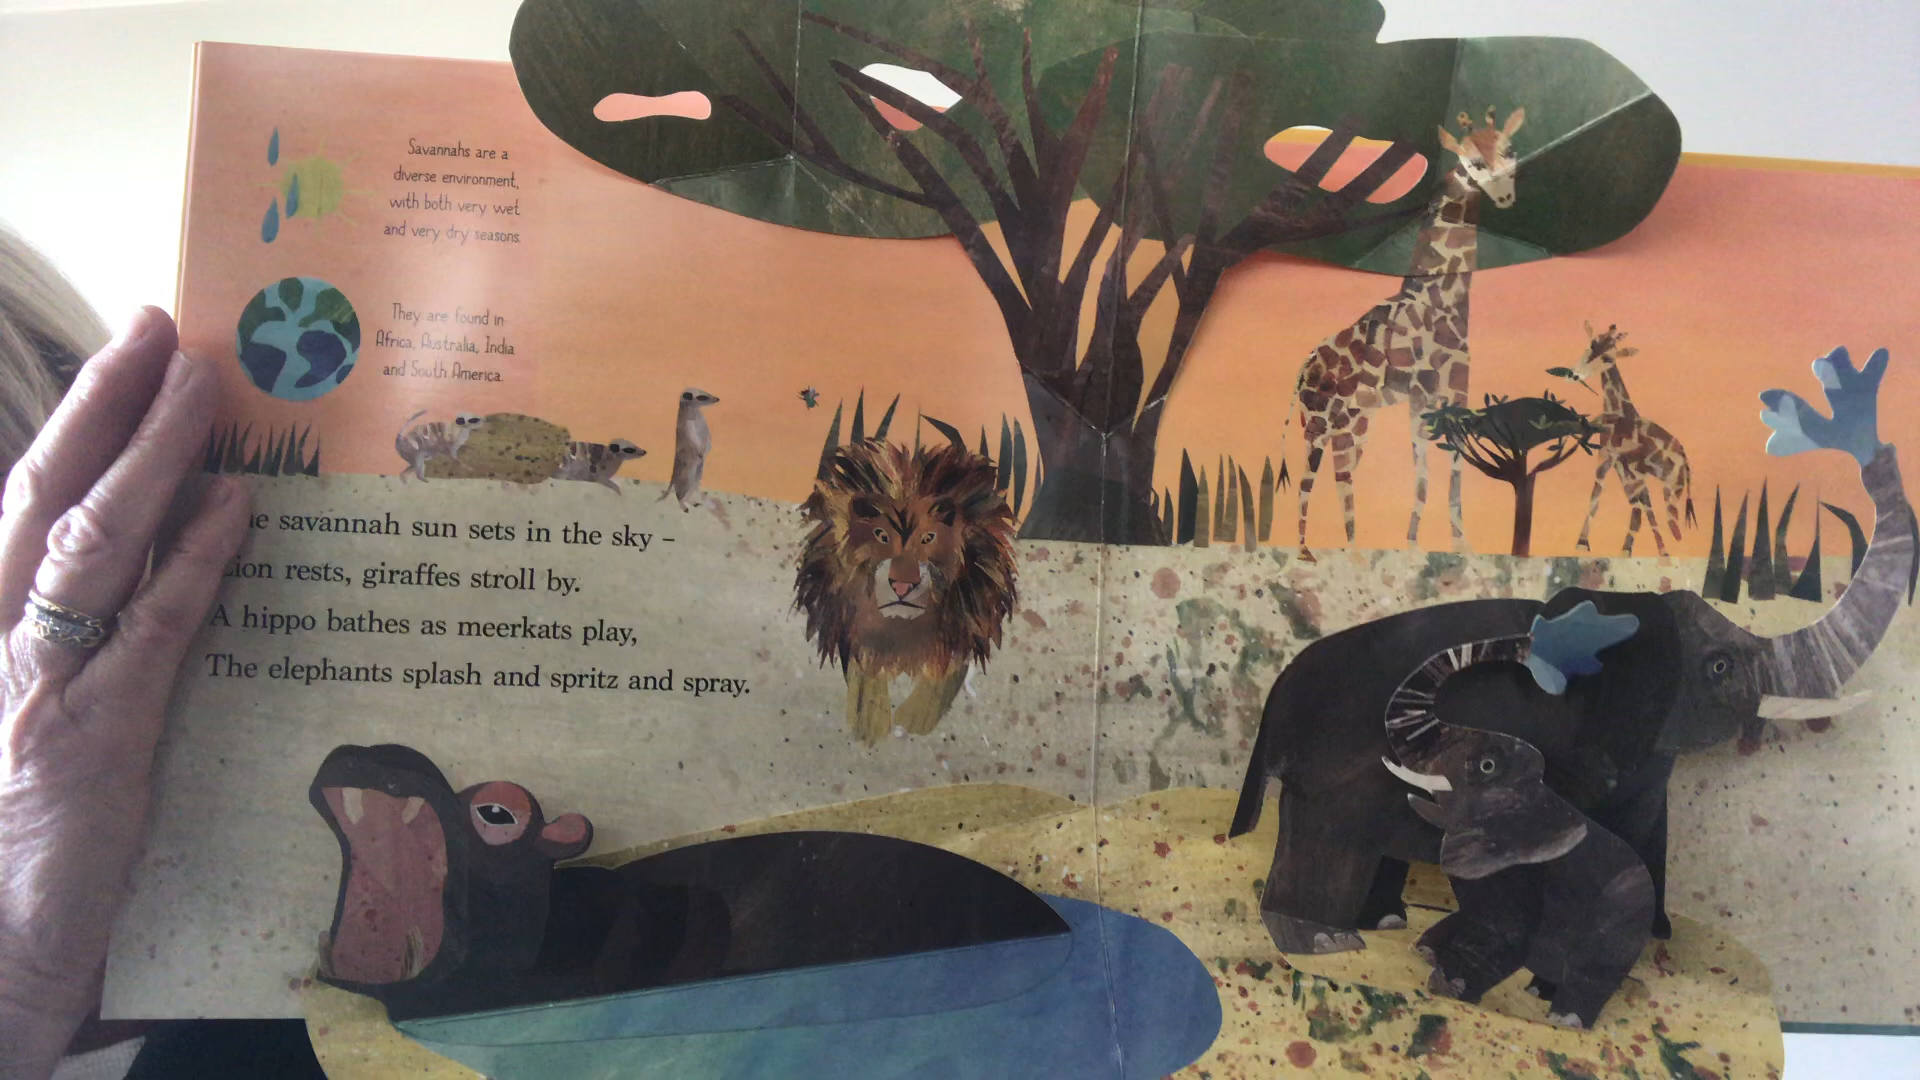 Savannahs are a
diverse environment,
with both very wet
and very dry seasons.
They are found in
Africa, Australia, India
and South America.
savannah sun sets in the sky –
Lion rests, giraffes stroll by.
A hippo bathes as meerkats play,
The elephants splash and spritz and spray.